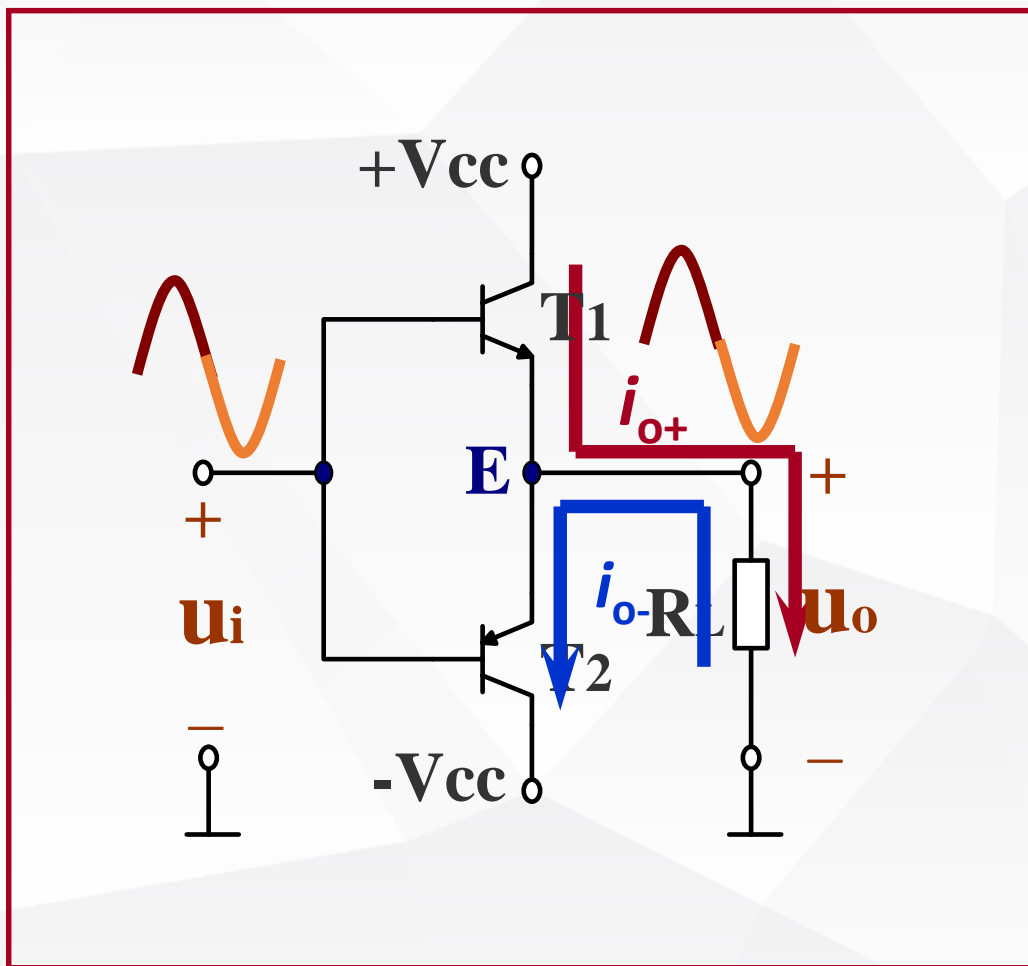 +Vcc
T1
io+
E
+
+
ui
io-
RL
uo
T2
–
–
-Vcc